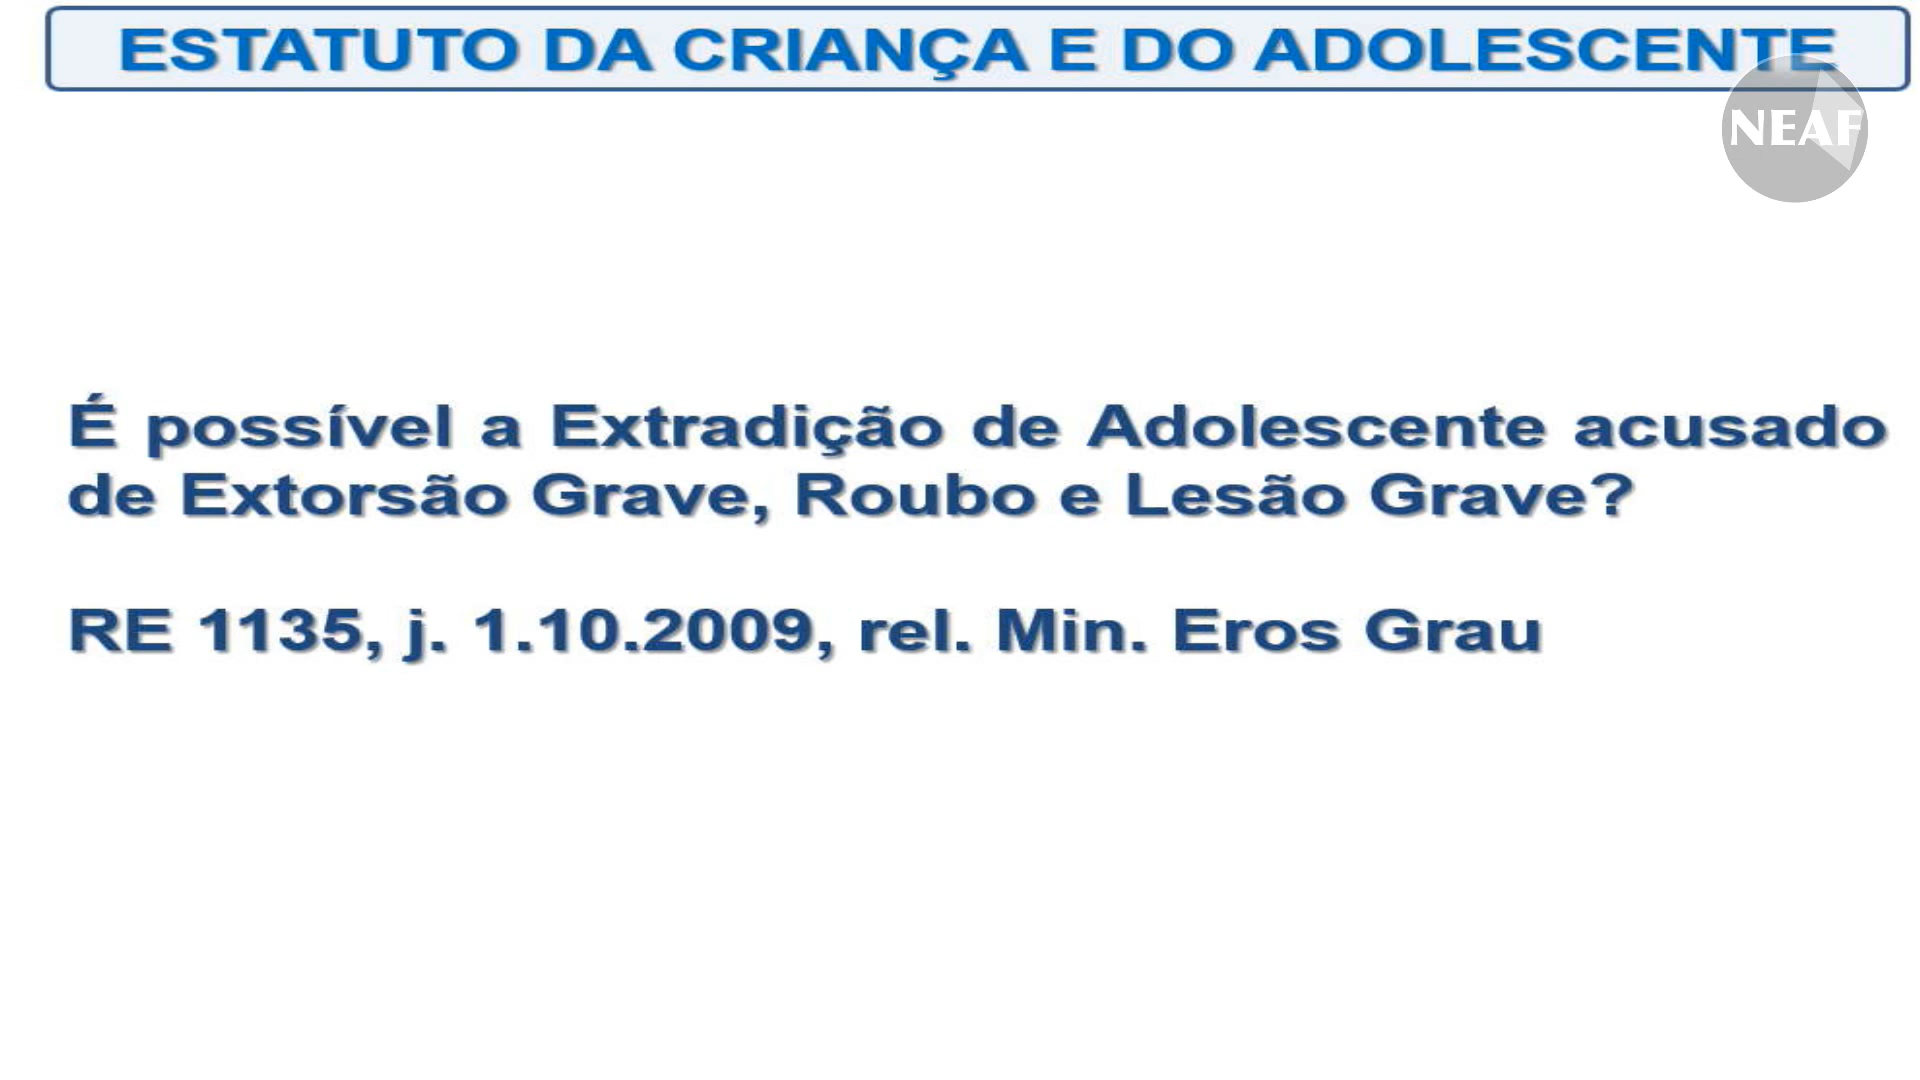 ESTATUTO DA CRIANÇA E DO ADOLESCENTE
NEAF
É possível a Extradição de Adolescente acusado
de Extorsão Grave, Roubo e Lesão Grave?
RE 1135, j. 1.10.2009, rel. Min. Eros Grau